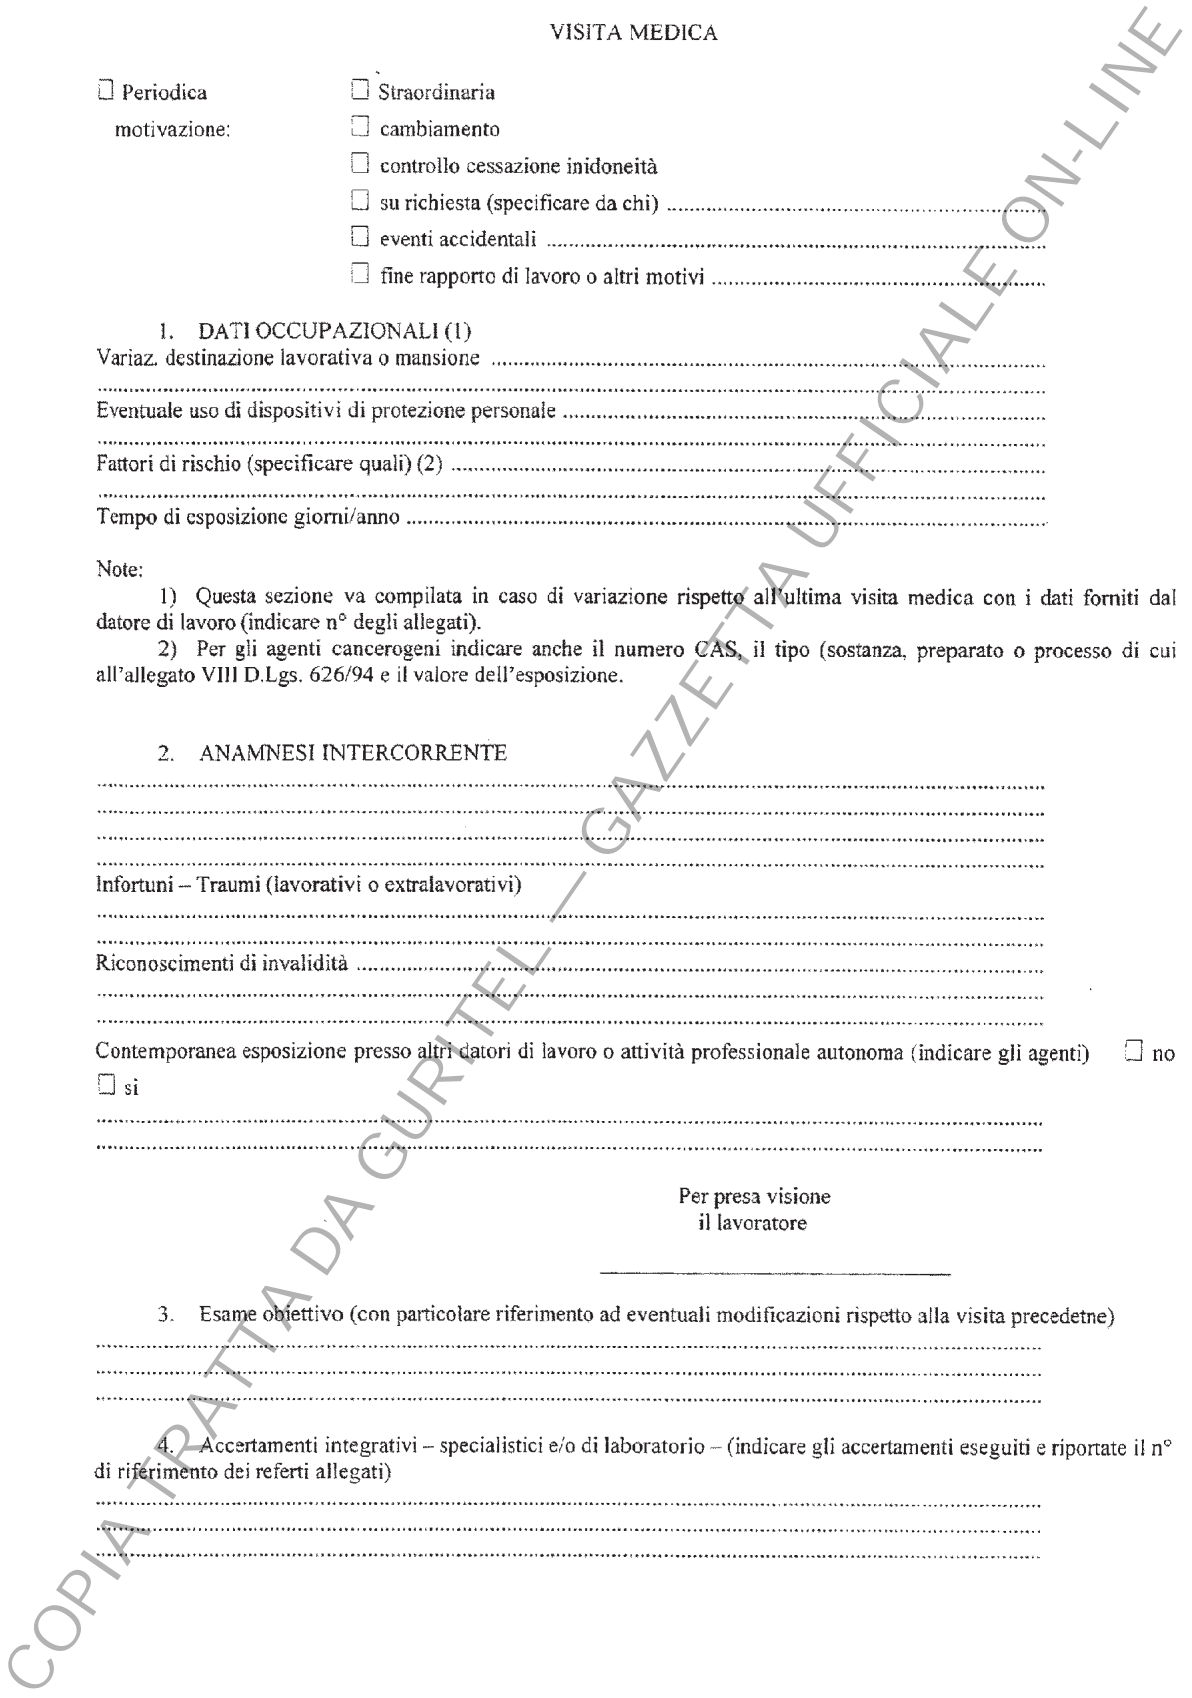 VISITA MEDICA
☐ Periodica ☐ Straordinaria
motivazione: ☐ cambiamento
☐ controllo cessazione inidoneità
☐ su richiesta (specificare da chi) ....................
☐ eventi accidentali ....................
☐ fine rapporto di lavoro o altri motivi ....................
1. DATI OCCUPAZIONALI (1)
Variaz. destinazione lavorativa o mansione ....................
....................
Eventuale uso di dispositivi di protezione personale ....................
....................
Fattori di rischio (specificare quali) (2) ....................
....................
Tempo di esposizione giorni/anno ....................
Note:
1) Questa sezione va compilata in caso di variazione rispetto all'ultima visita medica con i dati forniti dal
datore di lavoro (indicare n° degli allegati).
2) Per gli agenti cancerogeni indicare anche il numero CAS, il tipo (sostanza, preparato o processo di cui
all'allegato VIII D.Lgs. 626/94 e il valore dell'esposizione.
2. ANAMNESI INTERCORRENTE
....................
....................
....................
....................
Infortuni – Traumi (lavorativi o extralavorativi)
....................
....................
Riconoscimenti di invalidità ....................
....................
....................
Contemporanea esposizione presso altri datori di lavoro o attività professionale autonoma (indicare gli agenti) ☐ no
☐ si
....................
....................
Per presa visione
il lavoratore
____________________
3. Esame obiettivo (con particolare riferimento ad eventuali modificazioni rispetto alla visita precedetne)
....................
....................
....................
4. Accertamenti integrativi – specialistici e/o di laboratorio – (indicare gli accertamenti eseguiti e riportate il n°
di riferimento dei referti allegati)
....................
....................
....................
COPIA TRATTA DA GURITEL — GAZZETTA UFFICIALE ON-LINE